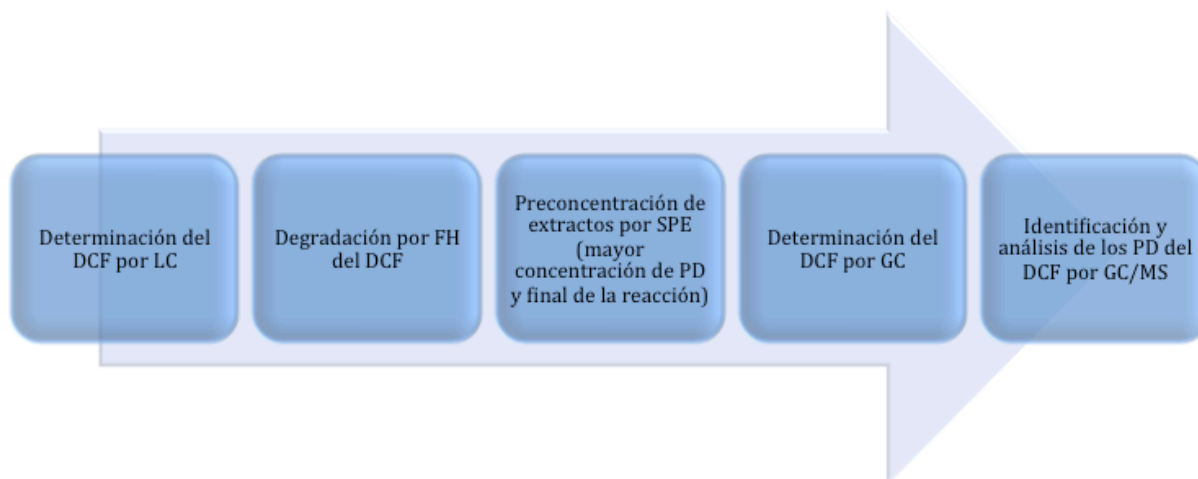 Determinación del
DCF por LC
Degradación por FH
del DCF
Preconcentración de
extractos por SPE
(mayor
concentración de PD
y final de la reacción)
Determinación del
DCF por GC
Identificación y
análisis de los PD del
DCF por GC/MS